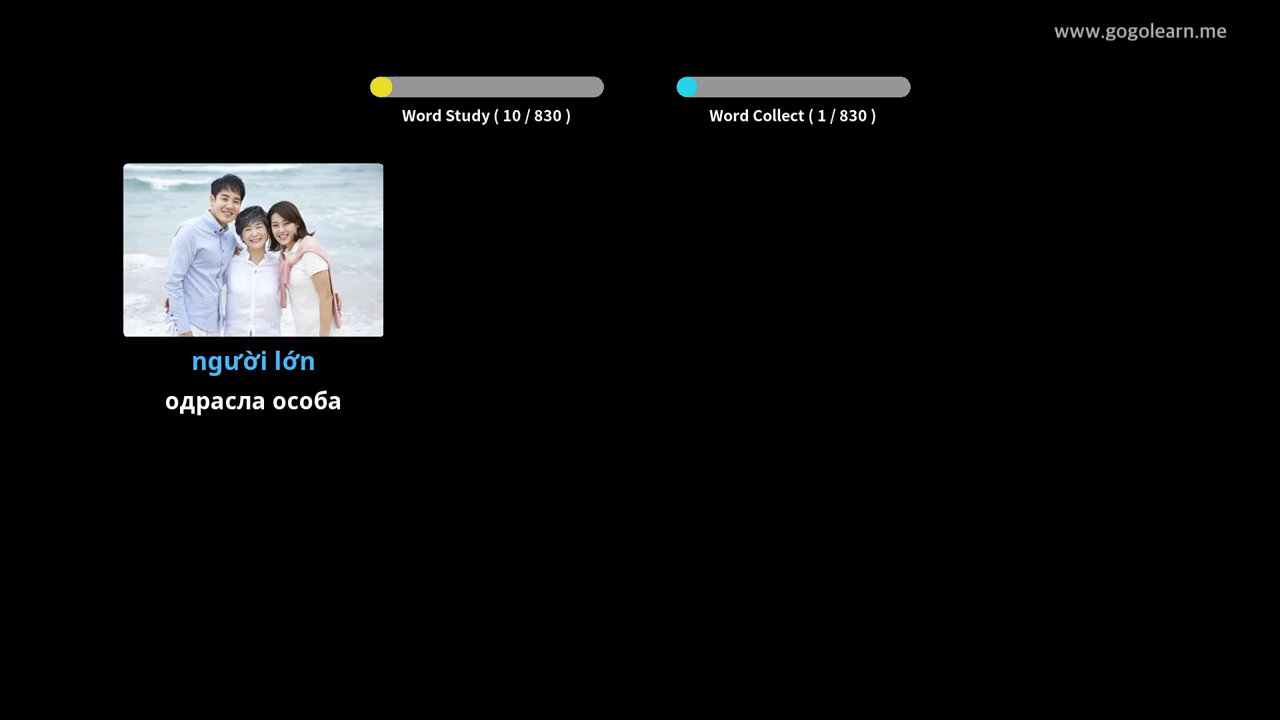 www.gogolearn.me
Word Study ( 10 / 830 )
Word Collect ( 1 / 830 )
người lớn
одрасла особа